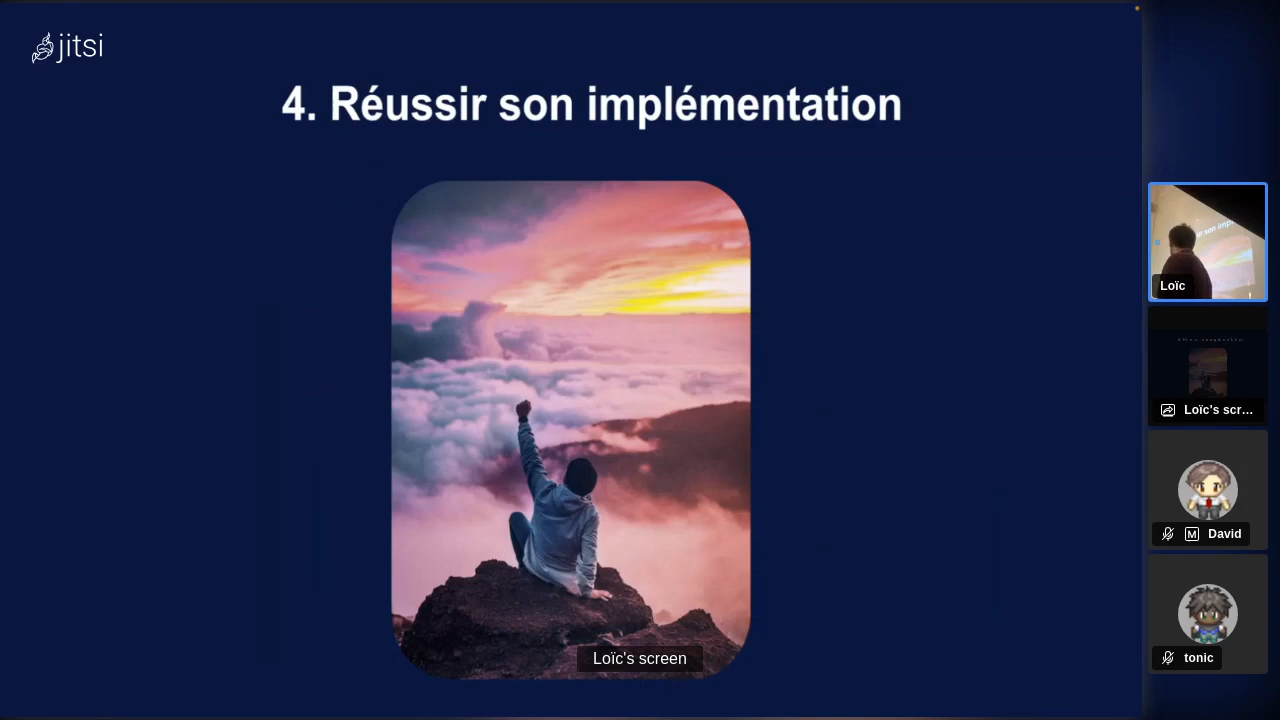 jitsi
4. Réussir son implémentation
Loïc's screen
Loïc
Loïc's scr…
M David
tonic